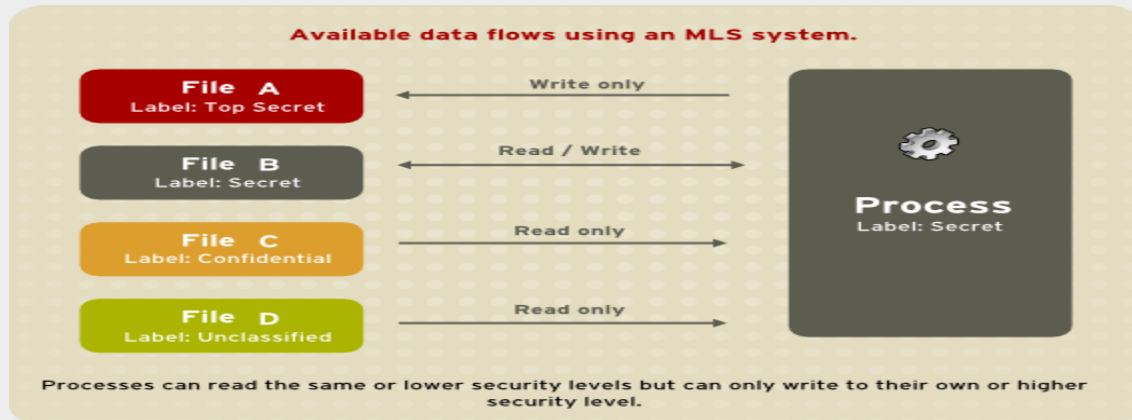 Available data flows using an MLS system.
File A
Label: Top Secret
Write only
File B
Label: Secret
Read / Write
File C
Label: Confidential
Read only
File D
Label: Unclassified
Read only
Process
Label: Secret
Processes can read the same or lower security levels but can only write to their own or higher
security level.